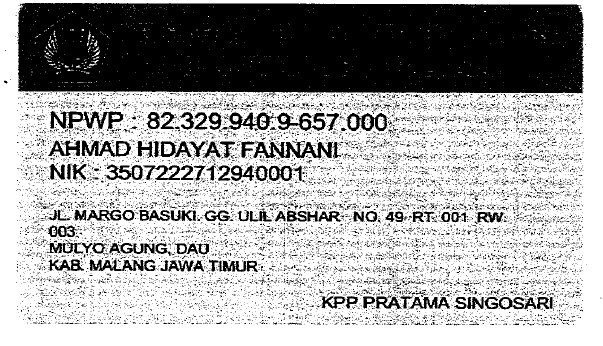 NPWP : 82.329.940.9-657.000
AHMAD HIDAYAT FANNANI
NIK : 3507222712940001
JL. MARGO BASUKI. GG. ULIL ABSHAR NO. 49 RT. 001 RW.
003
MULYO AGUNG, DAU
KAB. MALANG JAWA TIMUR
KPP PRATAMA SINGOSARI